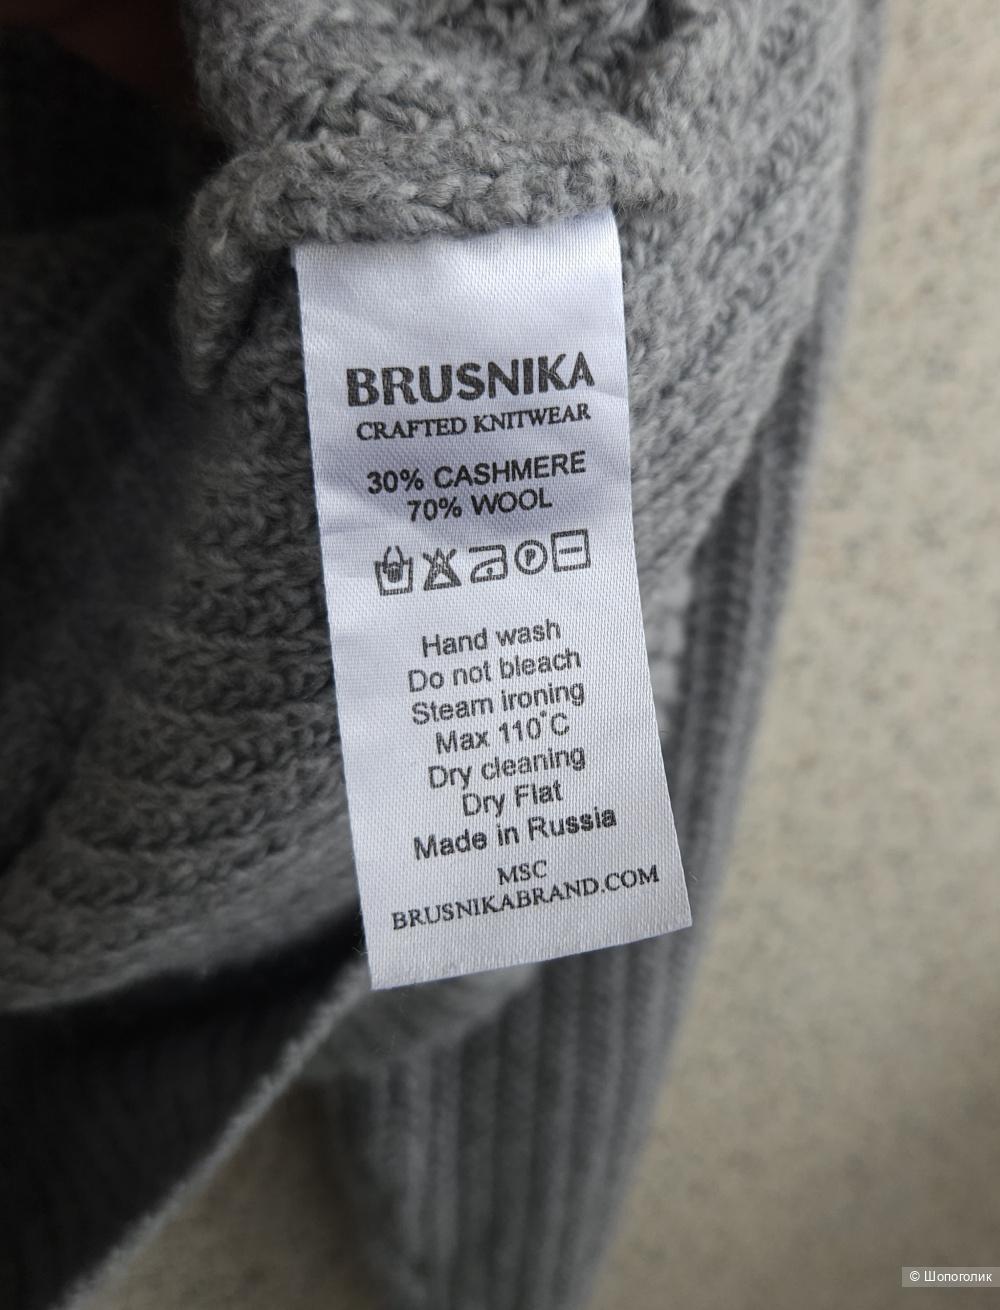 BRUSNIKA
CRAFTED KNITWEAR
30% CASHMERE
70% WOOL
P
Hand wash
Do not bleach
Steam ironing
Max 110°C
Dry cleaning
Dry Flat
Made in Russia
MSC
BRUSNIKABRAND.COM
© Шопоголик